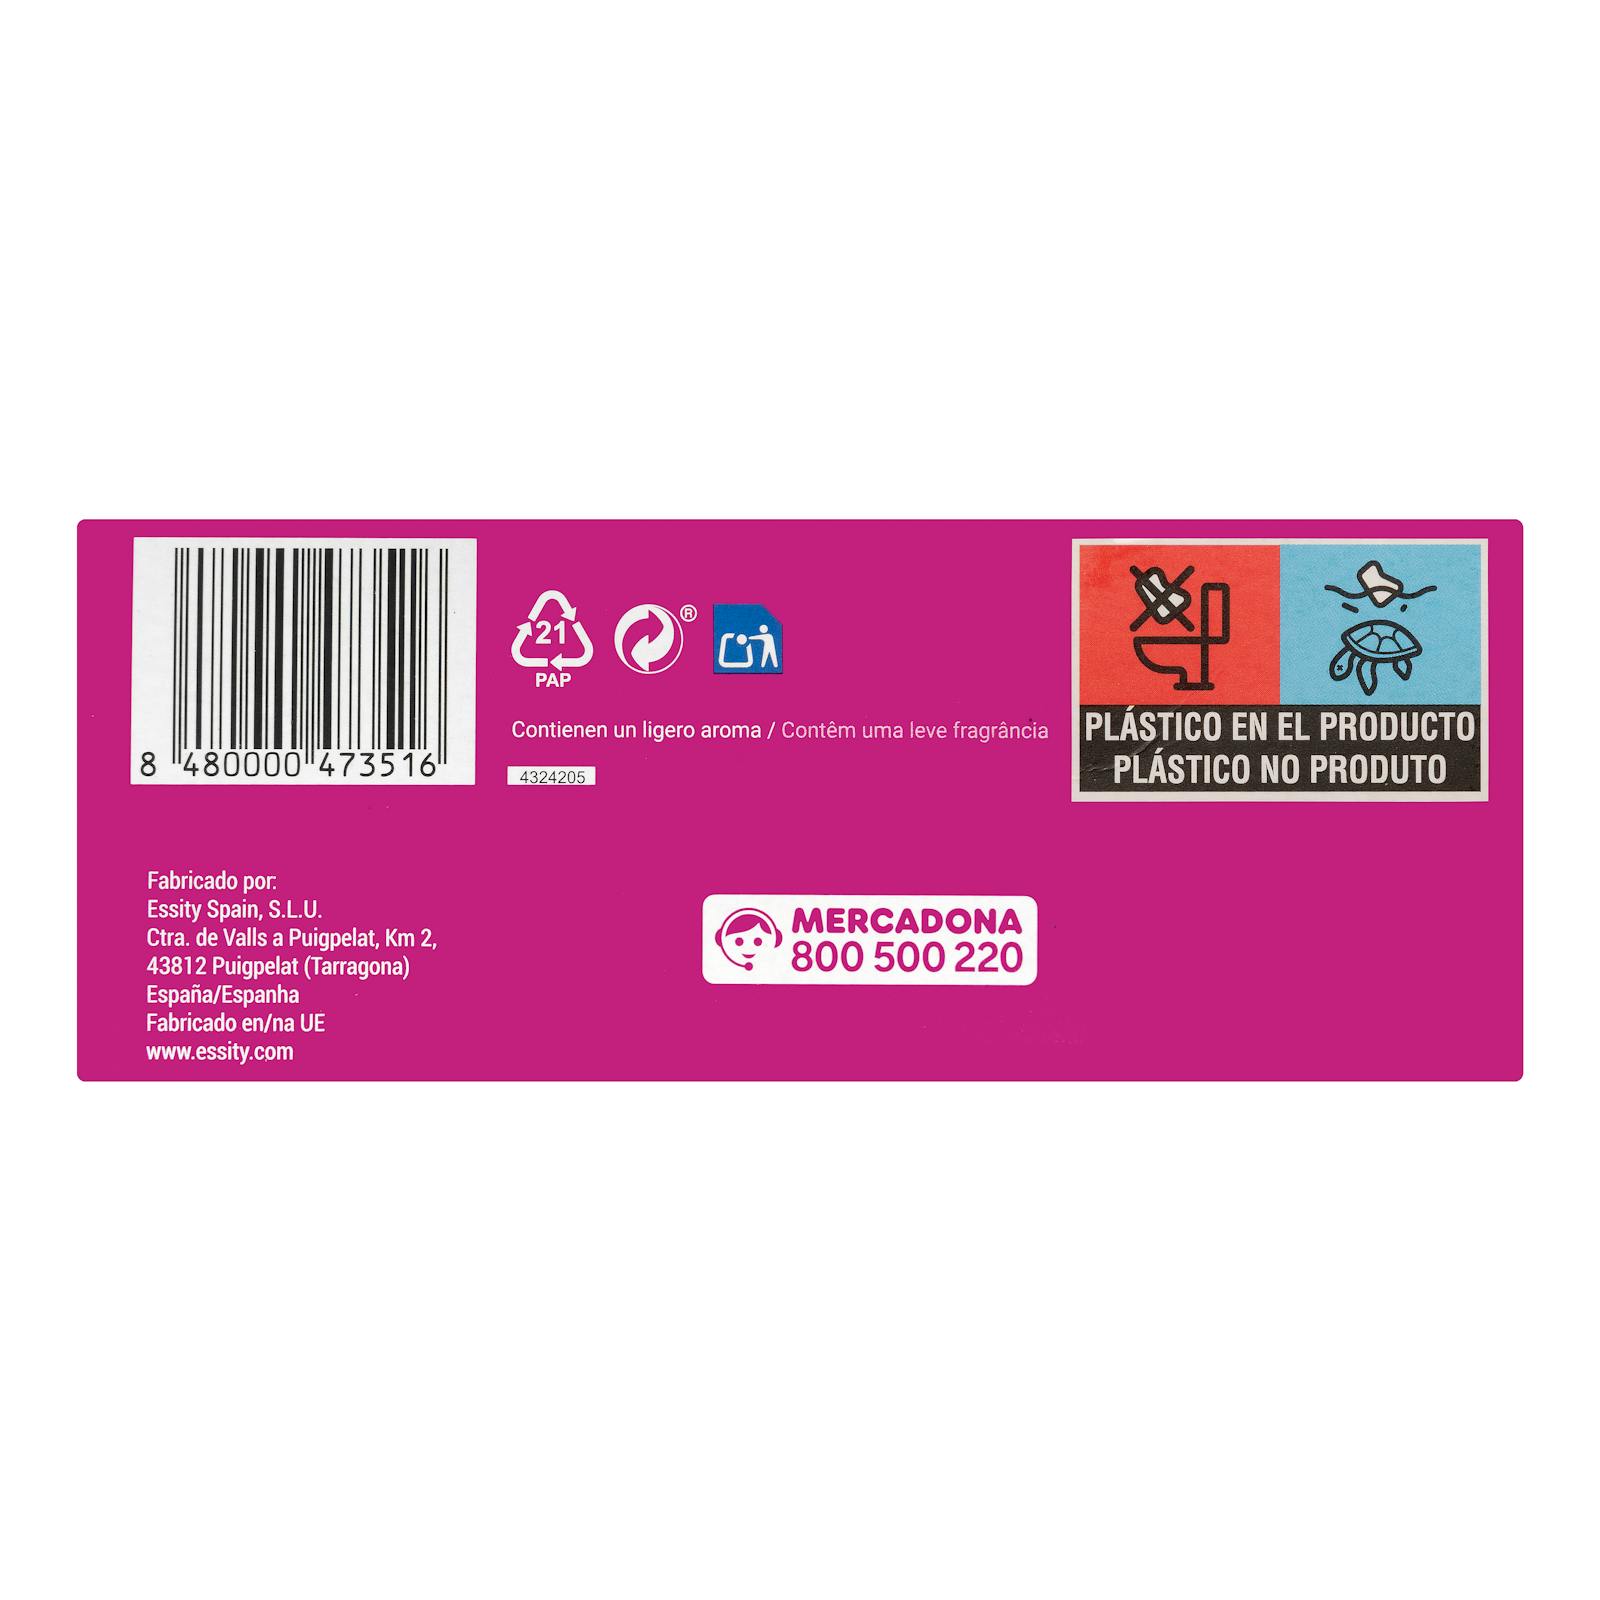 8 480000 473516
21
PAP
®
Contienen un ligero aroma / Contêm uma leve fragrância
4324205
PLÁSTICO EN EL PRODUCTO
PLÁSTICO NO PRODUTO
Fabricado por:
Essity Spain, S.L.U.
Ctra. de Valls a Puigpelat, Km 2,
43812 Puigpelat (Tarragona)
España/Espanha
Fabricado en/na UE
www.essity.com
MERCADONA
800 500 220